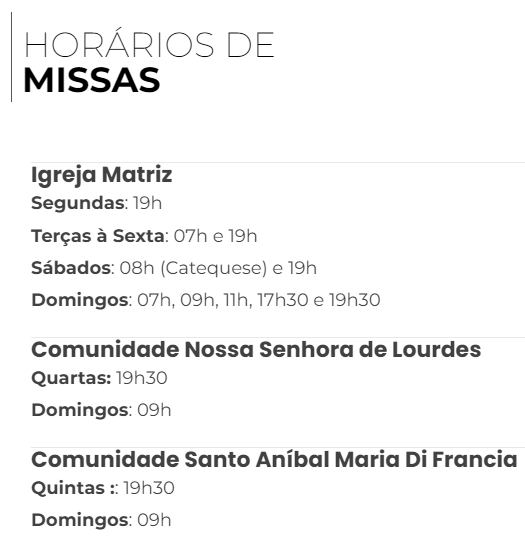 HORÁRIOS DE
MISSAS
Igreja Matriz
Segundas: 19h
Terças à Sexta: 07h e 19h
Sábados: 08h (Catequese) e 19h
Domingos: 07h, 09h, 11h, 17h30 e 19h30
Comunidade Nossa Senhora de Lourdes
Quartas: 19h30
Domingos: 09h
Comunidade Santo Aníbal Maria Di Francia
Quintas :: 19h30
Domingos: 09h